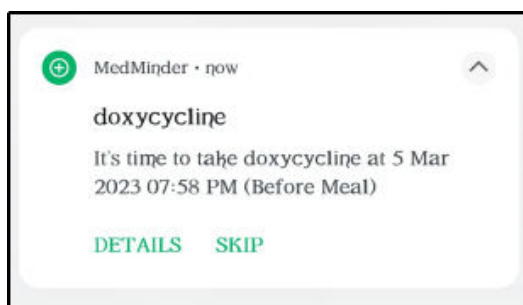 MedMinder • now
doxycycline
It's time to take doxycycline at 5 Mar
2023 07:58 PM (Before Meal)
DETAILS SKIP